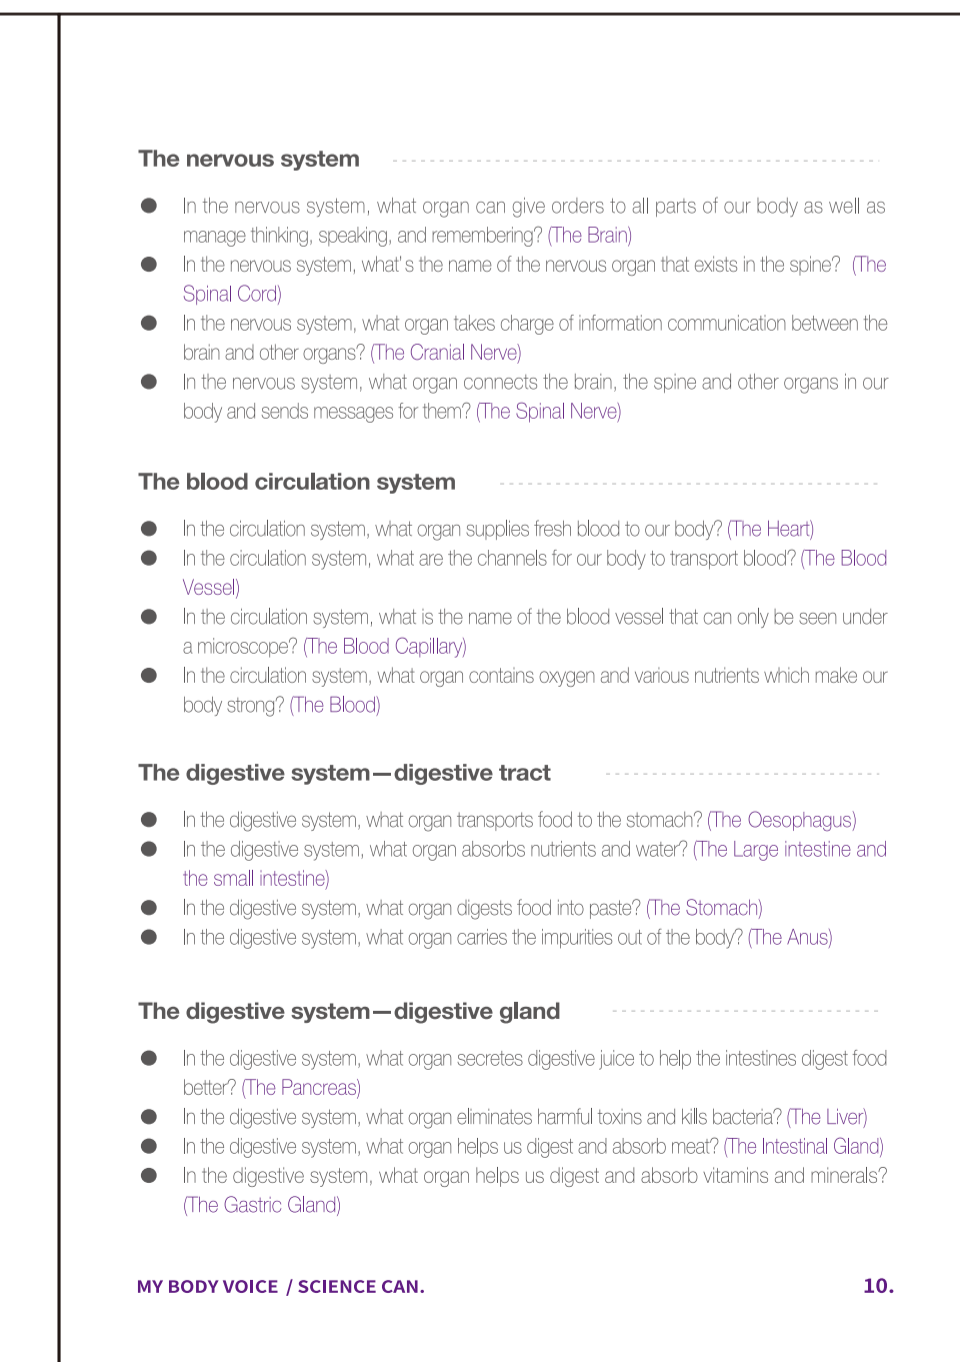 The nervous system
● In the nervous system, what organ can give orders to all parts of our body as well as
manage thinking, speaking, and remembering? (The Brain)
● In the nervous system, what's the name of the nervous organ that exists in the spine? (The
Spinal Cord)
● In the nervous system, what organ takes charge of information communication between the
brain and other organs? (The Cranial Nerve)
● In the nervous system, what organ connects the brain, the spine and other organs in our
body and sends messages for them? (The Spinal Nerve)
The blood circulation system
● In the circulation system, what organ supplies fresh blood to our body? (The Heart)
● In the circulation system, what are the channels for our body to transport blood? (The Blood
Vessel)
● In the circulation system, what is the name of the blood vessel that can only be seen under
a microscope? (The Blood Capillary)
● In the circulation system, what organ contains oxygen and various nutrients which make our
body strong? (The Blood)
The digestive system—digestive tract
● In the digestive system, what organ transports food to the stomach? (The Oesophagus)
● In the digestive system, what organ absorbs nutrients and water? (The Large intestine and
the small intestine)
● In the digestive system, what organ digests food into paste? (The Stomach)
● In the digestive system, what organ carries the impurities out of the body? (The Anus)
The digestive system—digestive gland
● In the digestive system, what organ secretes digestive juice to help the intestines digest food
better? (The Pancreas)
● In the digestive system, what organ eliminates harmful toxins and kills bacteria? (The Liver)
● In the digestive system, what organ helps us digest and absorb meat? (The Intestinal Gland)
● In the digestive system, what organ helps us digest and absorb vitamins and minerals?
(The Gastric Gland)
MY BODY VOICE / SCIENCE CAN. 10.